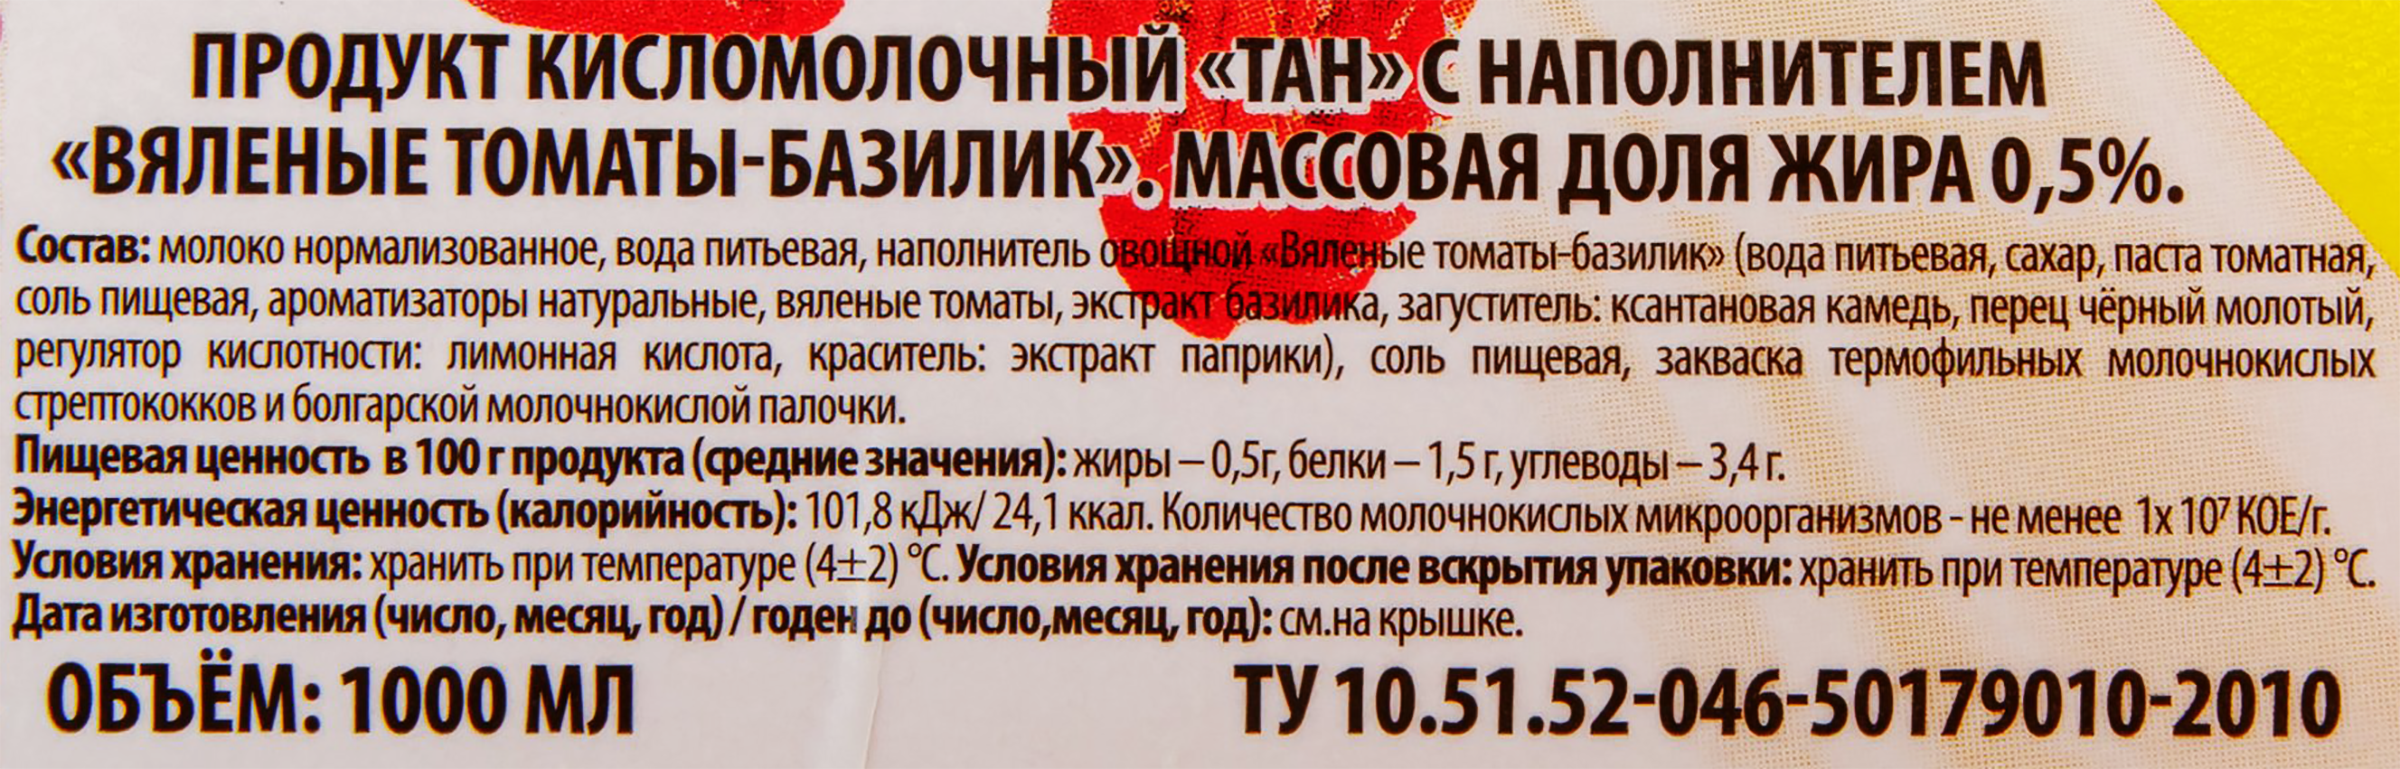 ПРОДУКТ КИСЛОМОЛОЧНЫЙ «ТАН» С НАПОЛНИТЕЛЕМ
«ВЯЛЕНЫЕ ТОМАТЫ-БАЗИЛИК». МАССОВАЯ ДОЛЯ ЖИРА 0,5%.
Состав: молоко нормализованное, вода питьевая, наполнитель овощной «Вяленые томаты-базилик» (вода питьевая, сахар, паста томатная,
соль пищевая, ароматизаторы натуральные, вяленые томаты, экстракт базилика, загуститель: ксантановая камедь, перец чёрный молотый,
регулятор кислотности: лимонная кислота, краситель: экстракт паприки), соль пищевая, закваска термофильных молочнокислых
стрептококков и болгарской молочнокислой палочки.
Пищевая ценность в 100 г продукта (средние значения): жиры – 0,5г, белки – 1,5 г, углеводы – 3,4 г.
Энергетическая ценность (калорийность): 101,8 кДж/ 24,1 ккал. Количество молочнокислых микроорганизмов - не менее 1х 10⁷ КОЕ/г.
Условия хранения: хранить при температуре (4±2) °С. Условия хранения после вскрытия упаковки: хранить при температуре (4±2) °С.
Дата изготовления (число, месяц, год) / годен до (число,месяц, год): см.на крышке.
ОБЪЁМ: 1000 МЛ
ТУ 10.51.52-046-50179010-2010